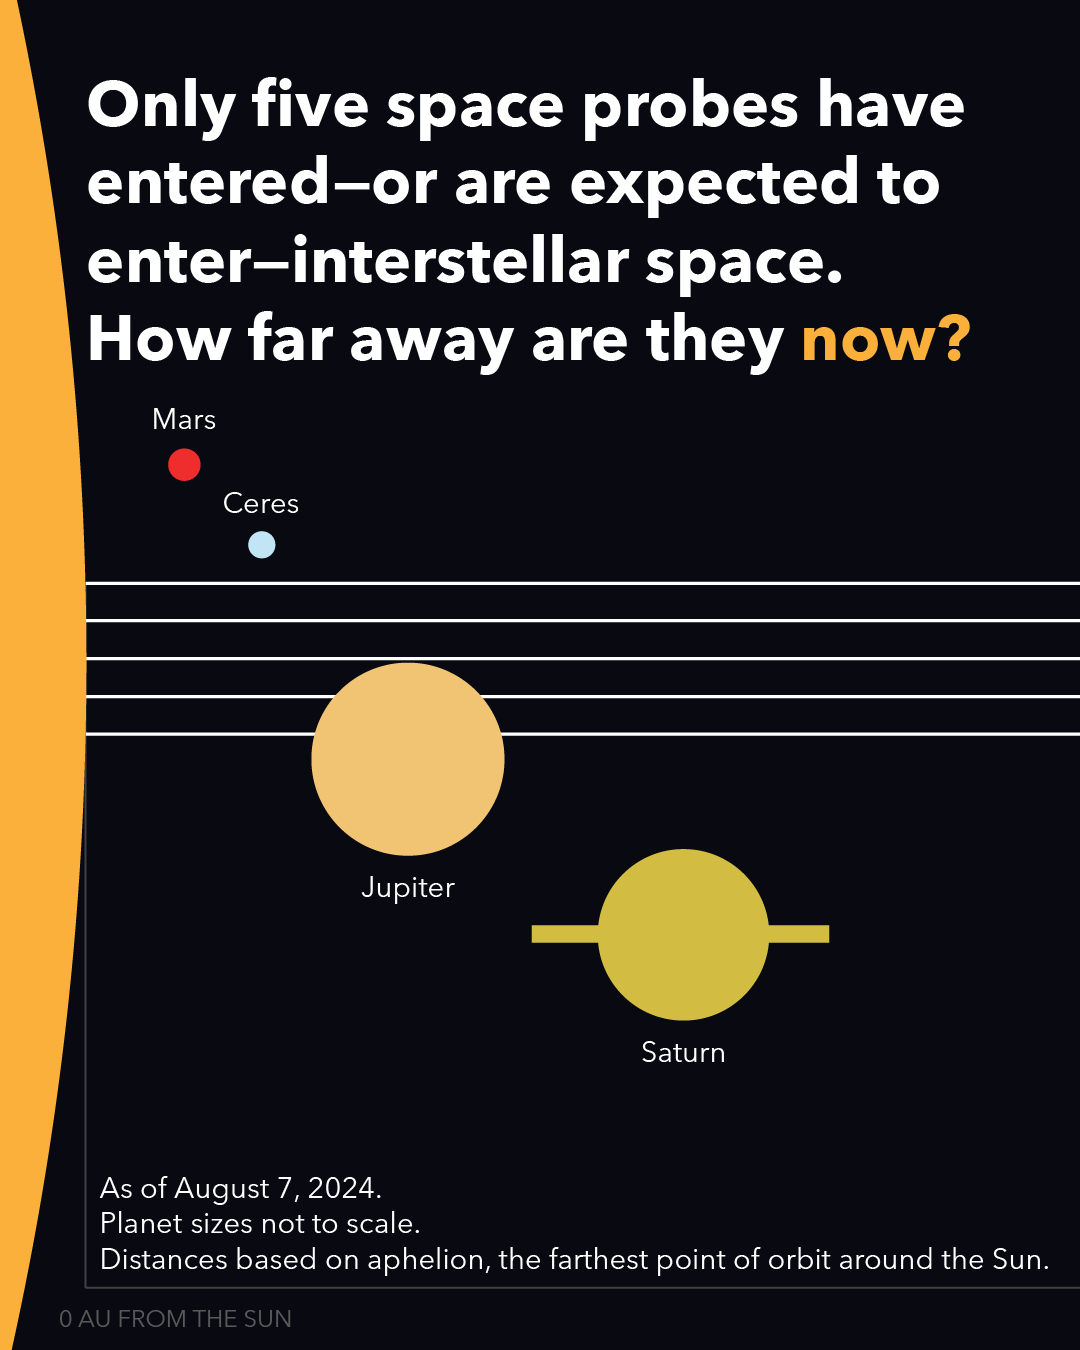 Only five space probes have
entered—or are expected to
enter—interstellar space.
How far away are they now?
Mars
Ceres
Jupiter
Saturn
As of August 7, 2024.
Planet sizes not to scale.
Distances based on aphelion, the farthest point of orbit around the Sun.
0 AU FROM THE SUN